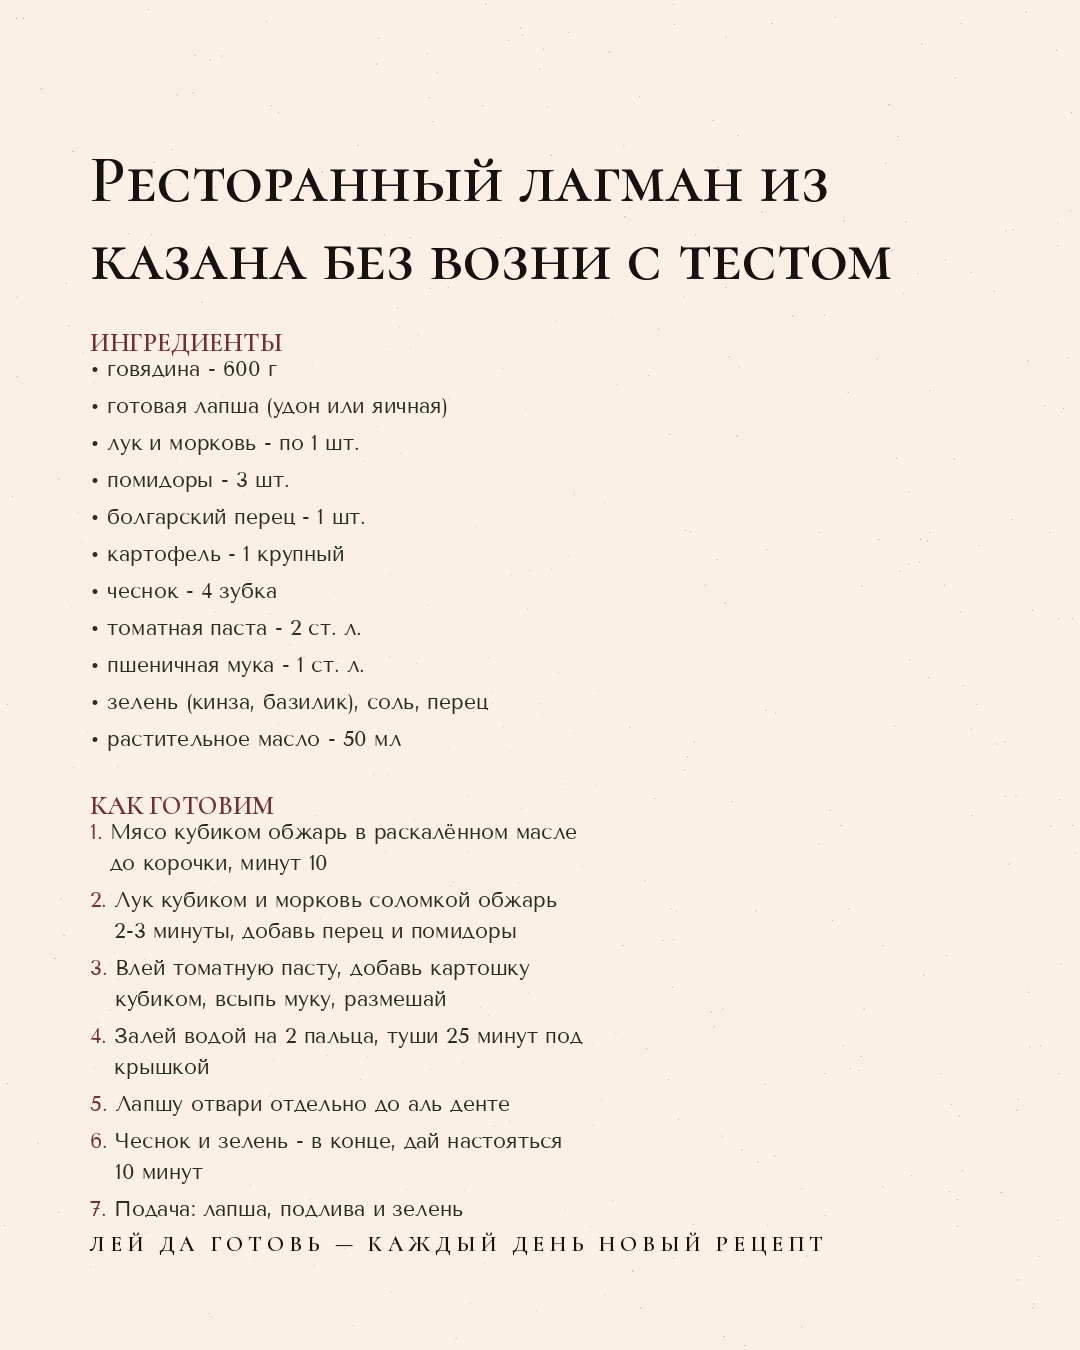 Ресторанный лагман из
казана без возни с тестом
ИНГРЕДИЕНТЫ
• говядина - 600 г
• готовая лапша (удон или яичная)
• лук и морковь - по 1 шт.
• помидоры - 3 шт.
• болгарский перец - 1 шт.
• картофель - 1 крупный
• чеснок - 4 зубка
• томатная паста - 2 ст. л.
• пшеничная мука - 1 ст. л.
• зелень (кинза, базилик), соль, перец
• растительное масло - 50 мл
КАК ГОТОВИМ
1. Мясо кубиком обжарь в раскалённом масле
до корочки, минут 10
2. Лук кубиком и морковь соломкой обжарь
2-3 минуты, добавь перец и помидоры
3. Влей томатную пасту, добавь картошку
кубиком, всыпь муку, размешай
4. Залей водой на 2 пальца, туши 25 минут под
крышкой
5. Лапшу отвари отдельно до аль денте
6. Чеснок и зелень - в конце, дай настояться
10 минут
7. Подача: лапша, подлива и зелень
ЛЕЙ ДА ГОТОВЬ — КАЖДЫЙ ДЕНЬ НОВЫЙ РЕЦЕПТ